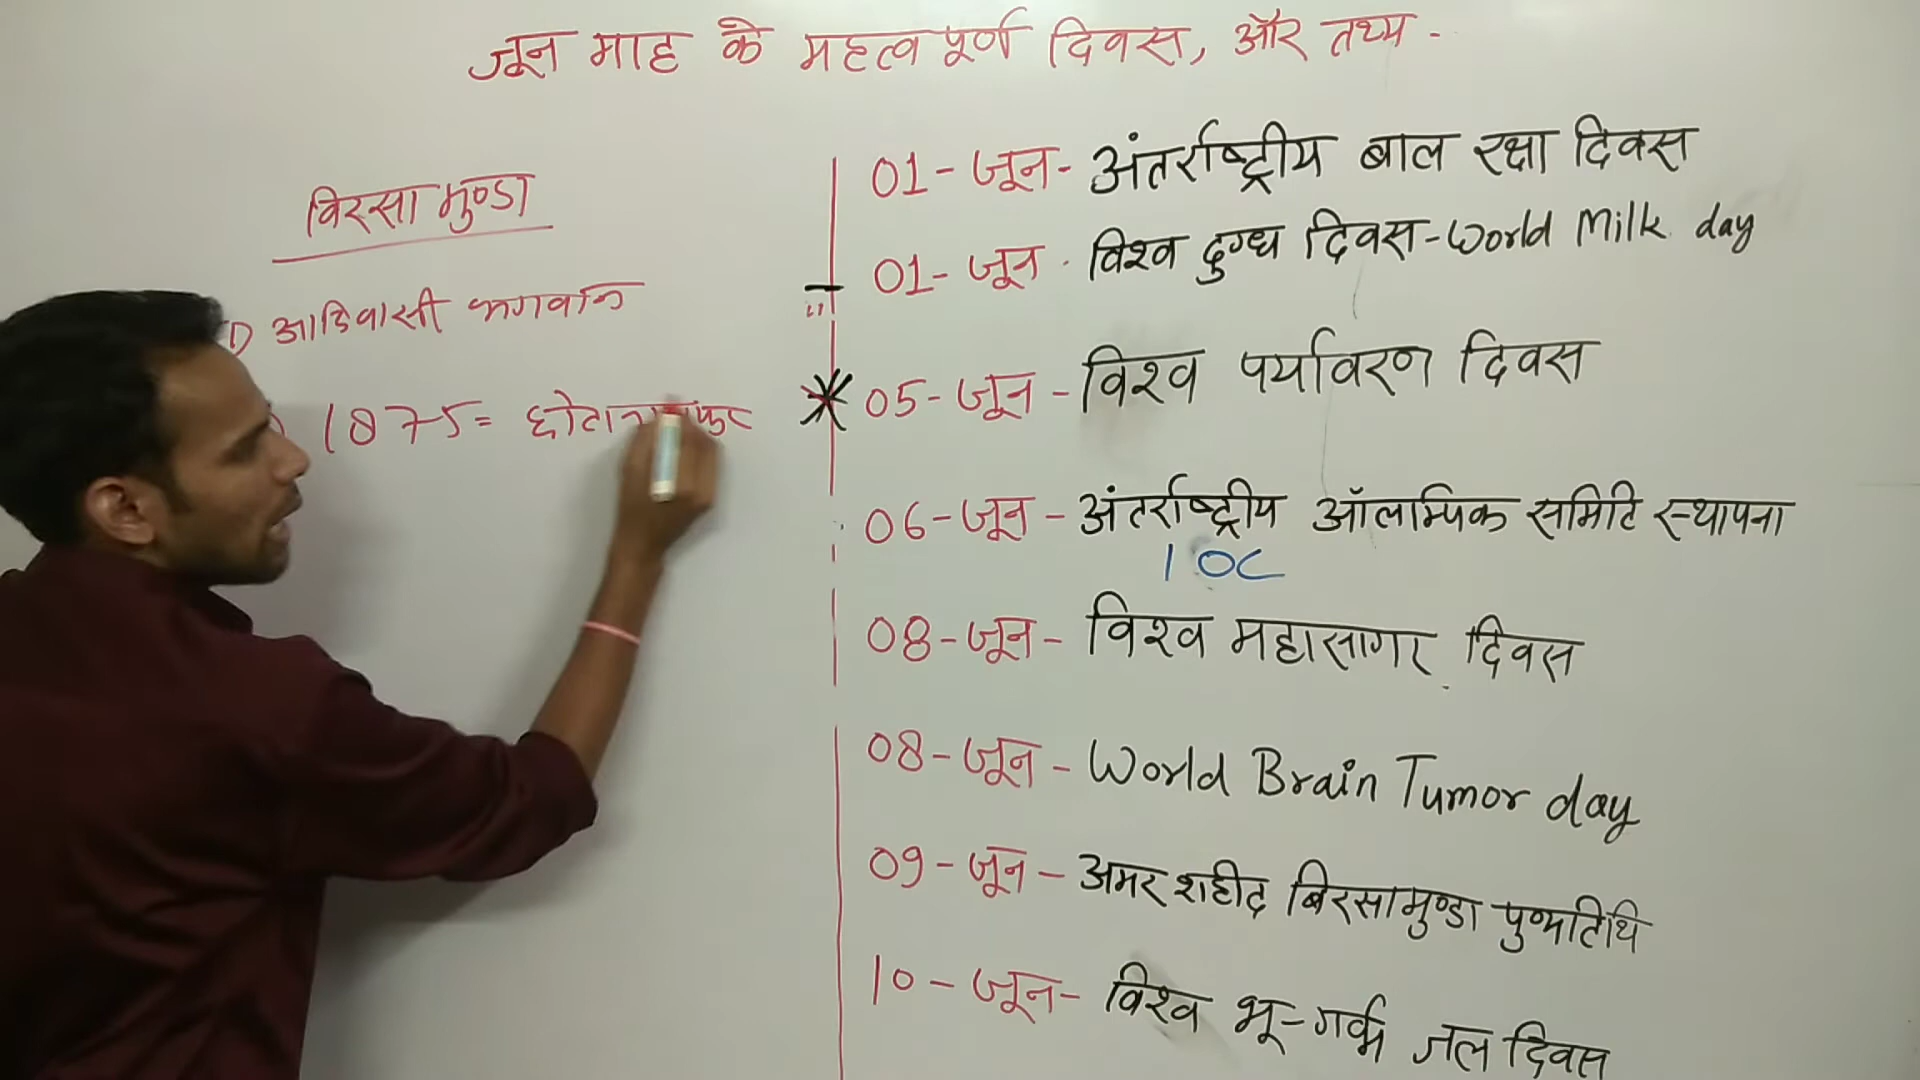 जून माह के महत्वपूर्ण दिवस, और तथ्य -
बिरसा मुण्डा
1) आदिवासी भगवान
1875 =
01 - जून - अंतर्राष्ट्रीय बाल रक्षा दिवस
01 - जून - विश्व दुग्ध दिवस - World Milk day
05 - जून - विश्व पर्यावरण दिवस
06 - जून - अंतर्राष्ट्रीय ऑलम्पिक समिति स्थापना
IOC
08 - जून - विश्व महासागर दिवस
08 - जून - World Brain Tumor day
09 - जून - अमर शहीद बिरसा मुण्डा पुण्यतिथि
10 - जून - विश्व भू-गर्भ जल दिवस